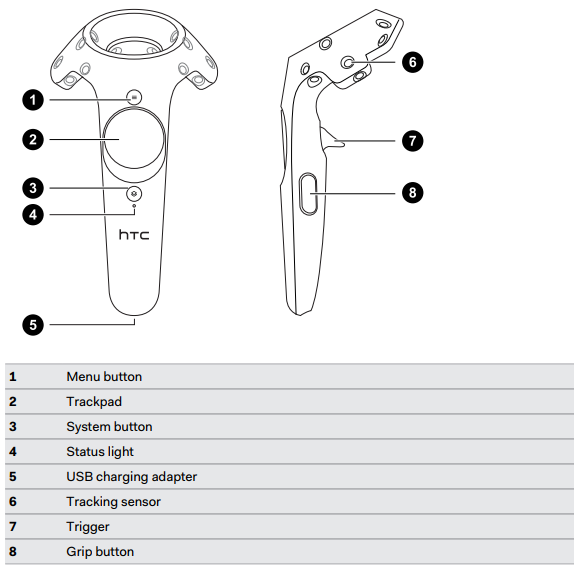 1
2
3
4
hTC
5
6
7
8
1 Menu button
2 Trackpad
3 System button
4 Status light
5 USB charging adapter
6 Tracking sensor
7 Trigger
8 Grip button